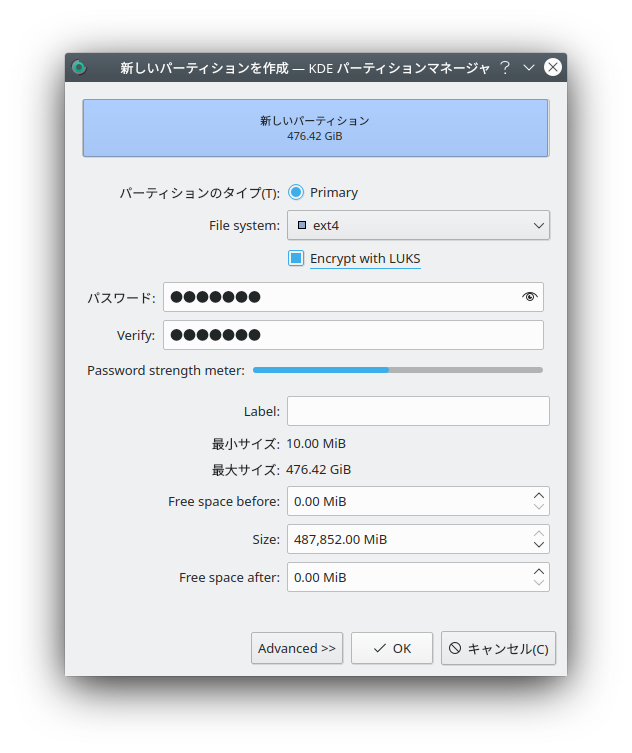 新しいパーティションを作成 — KDE パーティションマネージャ
新しいパーティション
476.42 GiB
パーティションのタイプ(T): Primary
File system: ext4
Encrypt with LUKS
パスワード: ●●●●●●●
Verify: ●●●●●●●
Password strength meter:
Label:
最小サイズ: 10.00 MiB
最大サイズ: 476.42 GiB
Free space before: 0.00 MiB
Size: 487,852.00 MiB
Free space after: 0.00 MiB
Advanced >> OK キャンセル(C)